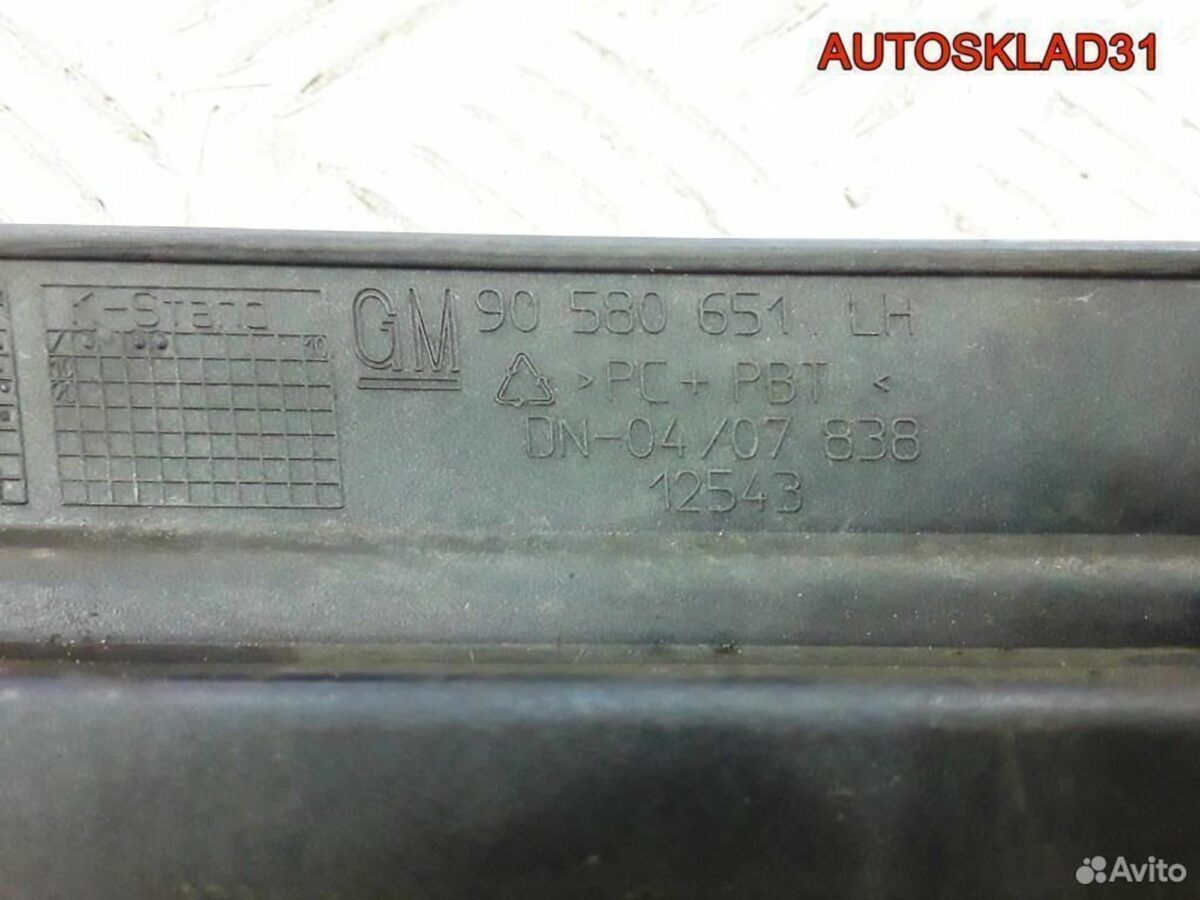 AUTOSKLAD31
K-Stand
GM 90 580 651 LH
>PC + PBT <
DN-04/07 838
12543
Avito